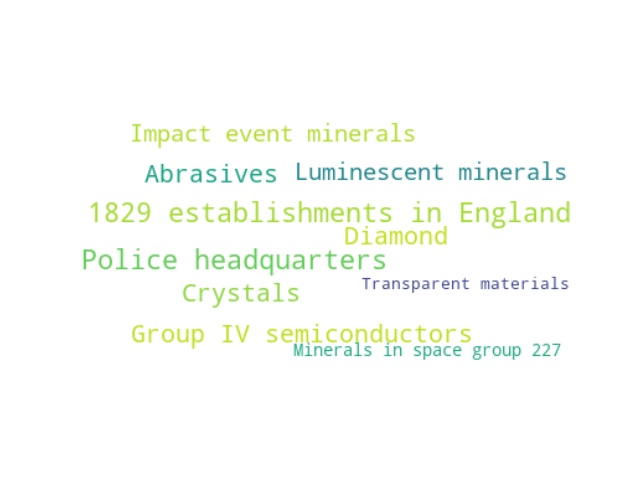 Impact event minerals
Abrasives
Luminescent minerals
1829 establishments in England
Diamond
Police headquarters
Transparent materials
Crystals
Group IV semiconductors
Minerals in space group 227